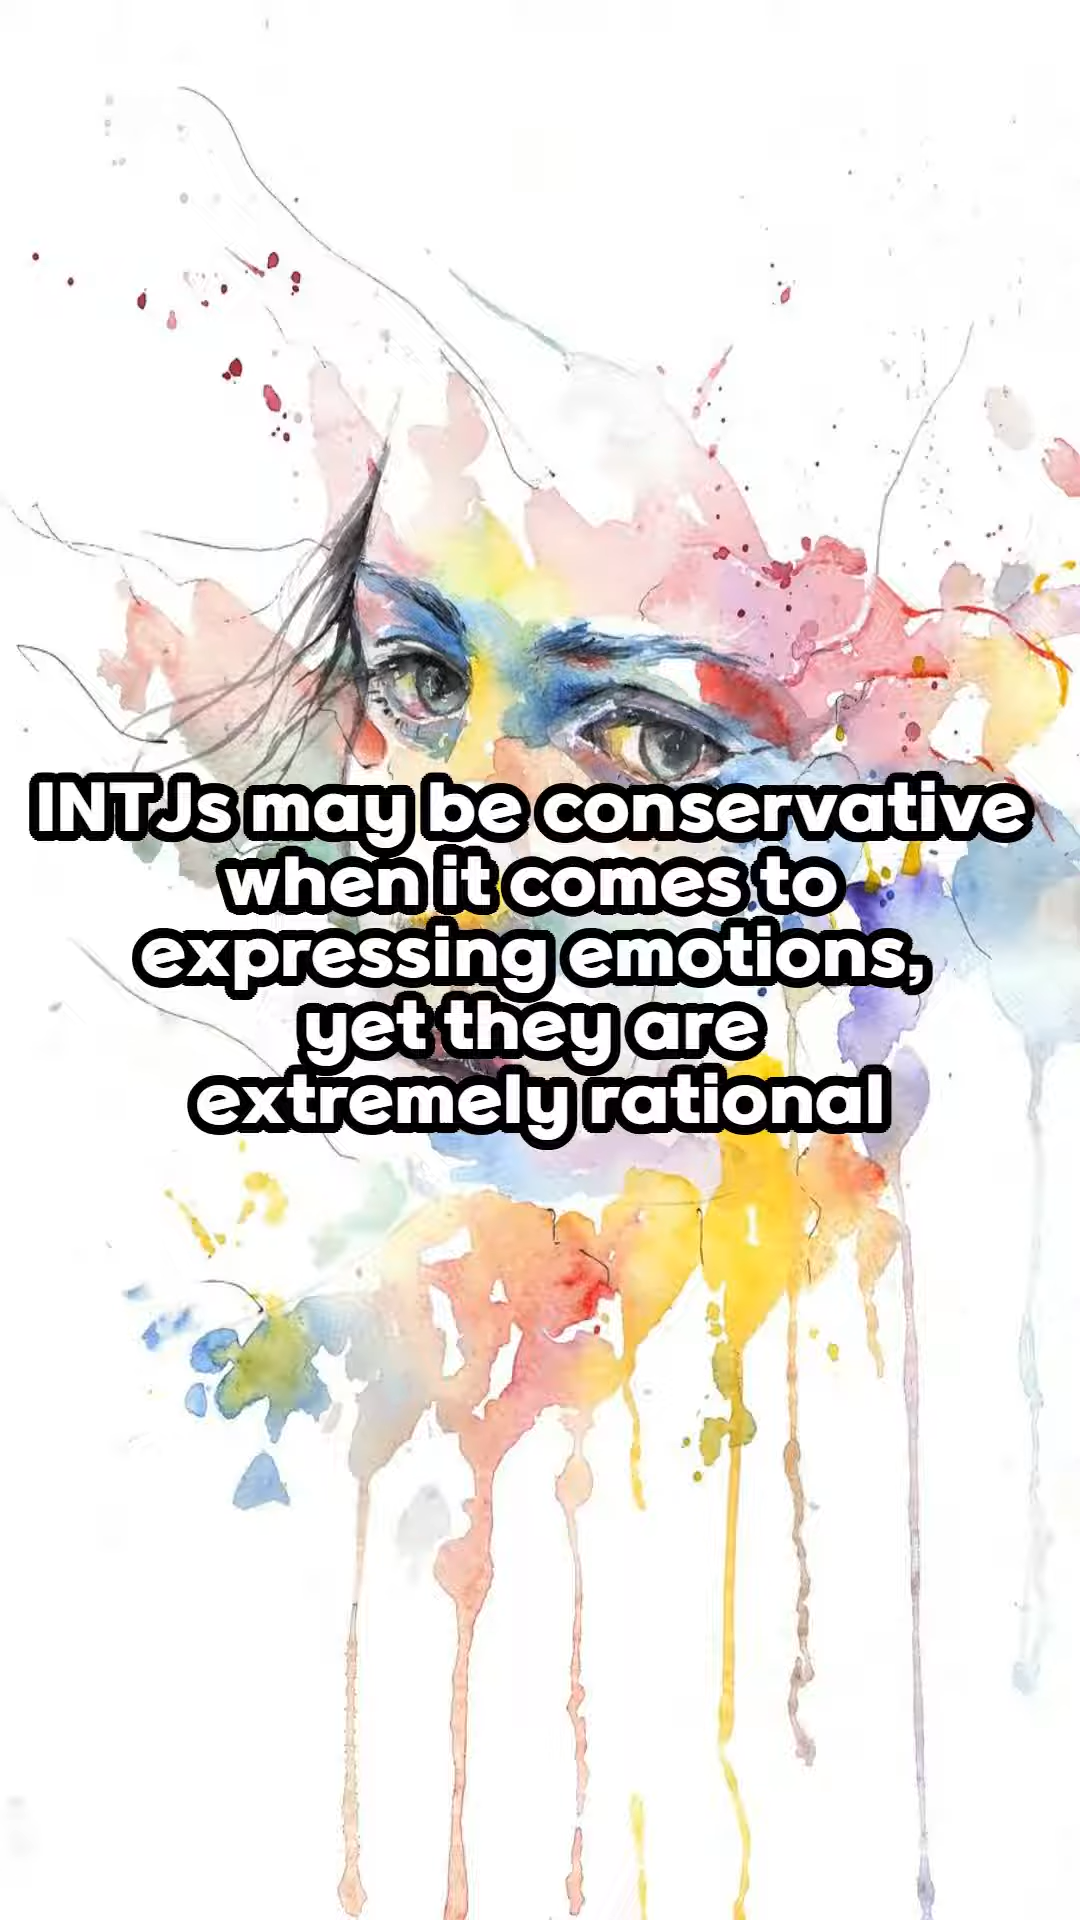 INTJs may be conservative
when it comes to
expressing emotions,
yet they are
extremely rational